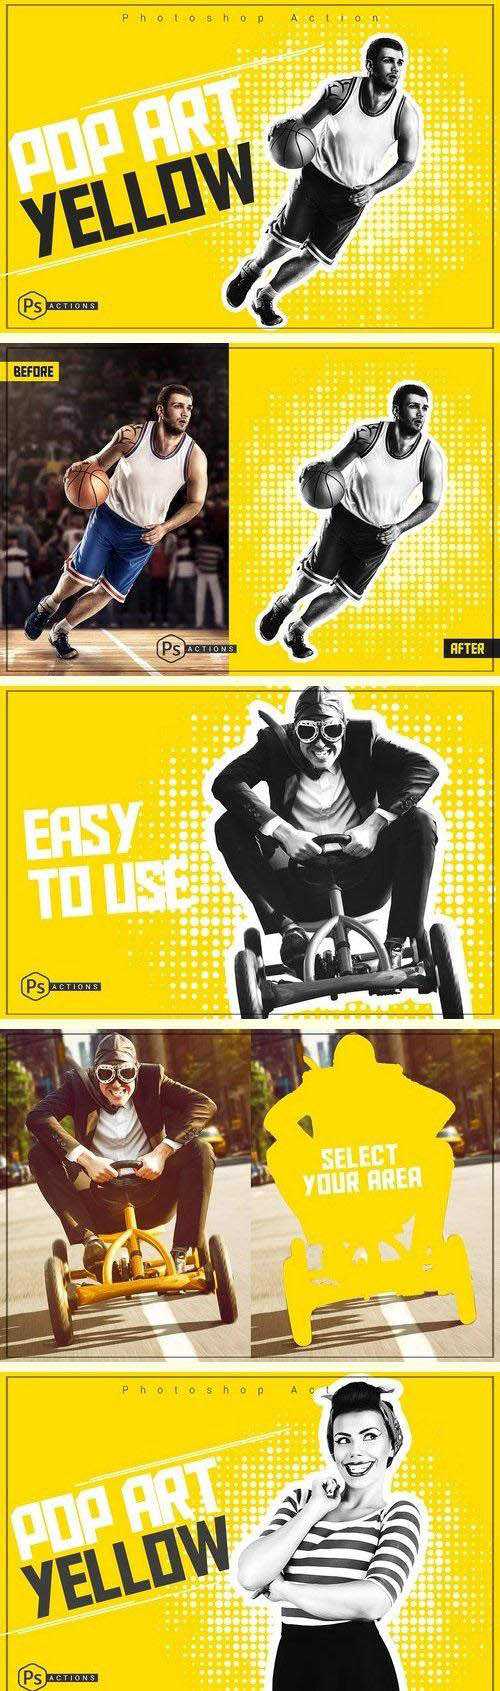 Photoshop Action
POP ART
YELLOW
Ps ACTIONS
BEFORE
Ps ACTIONS
AFTER
EASY
TO USE
Ps ACTIONS
SELECT
YOUR AREA
Photoshop Acti
POP ART
YELLOW
Ps ACTIONS